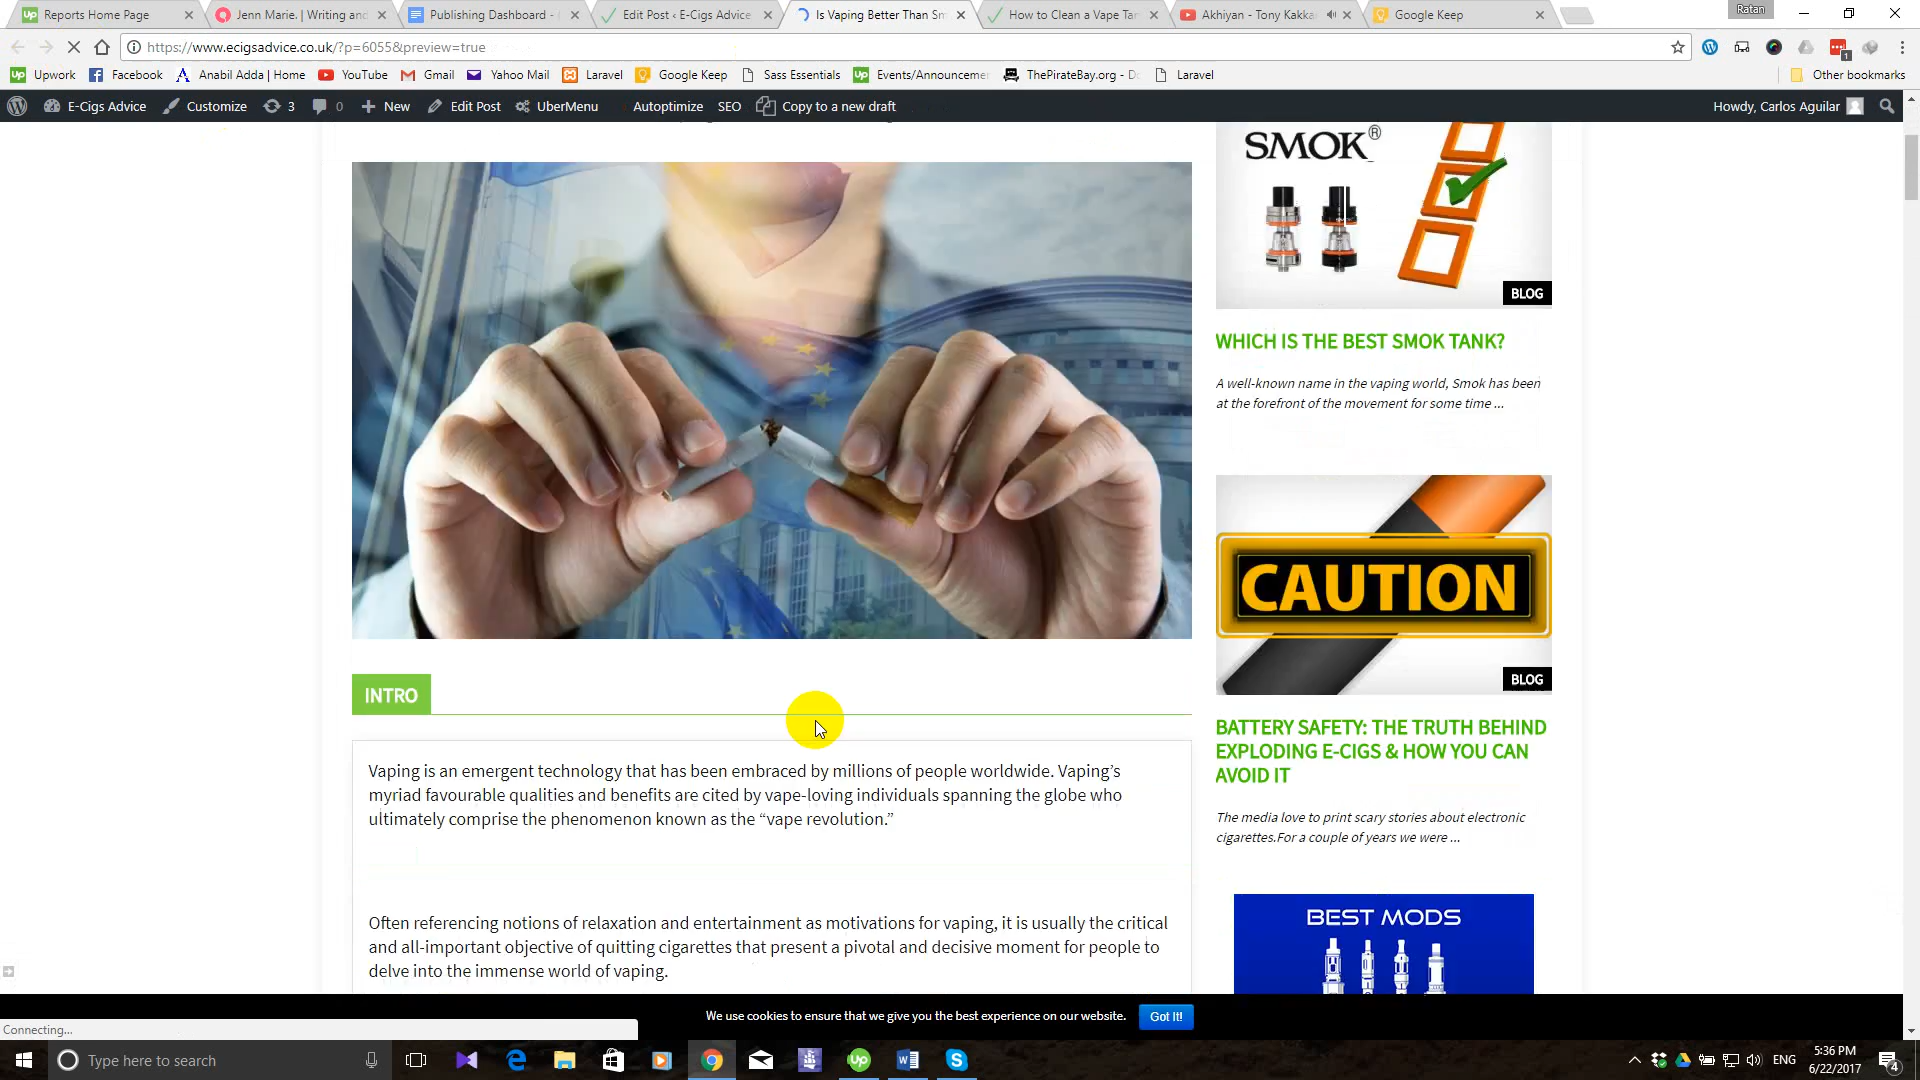 Reports Home Page
Jenn Marie. | Writing and
Publishing Dashboard -
Edit Post ‹ E-Cigs Advice
Is Vaping Better Than Sm
How to Clean a Vape Tan
Akhiyan - Tony Kakka
Google Keep
Ratan
https://www.ecigsadvice.co.uk/?p=6055&preview=true
Upwork
Facebook
Anabil Adda | Home
YouTube
Gmail
Yahoo Mail
Laravel
Google Keep
Sass Essentials
Events/Announceme
ThePirateBay.org - D
Laravel
Other bookmarks
E-Cigs Advice
Customize
3
0
New
Edit Post
UberMenu
Autoptimize
SEO
Copy to a new draft
Howdy, Carlos Aguilar
SMOK®
BLOG
WHICH IS THE BEST SMOK TANK?
A well-known name in the vaping world, Smok has been
at the forefront of the movement for some time ...
CAUTION
BLOG
BATTERY SAFETY: THE TRUTH BEHIND
EXPLODING E-CIGS & HOW YOU CAN
AVOID IT
The media love to print scary stories about electronic
cigarettes.For a couple of years we were ...
BEST MODS
INTRO
Vaping is an emergent technology that has been embraced by millions of people worldwide. Vaping’s
myriad favourable qualities and benefits are cited by vape-loving individuals spanning the globe who
ultimately comprise the phenomenon known as the “vape revolution.”
Often referencing notions of relaxation and entertainment as motivations for vaping, it is usually the critical
and all-important objective of quitting cigarettes that present a pivotal and decisive moment for people to
delve into the immense world of vaping.
We use cookies to ensure that we give you the best experience on our website.
Got It!
Connecting...
Type here to search
ENG
5:36 PM
6/22/2017
4